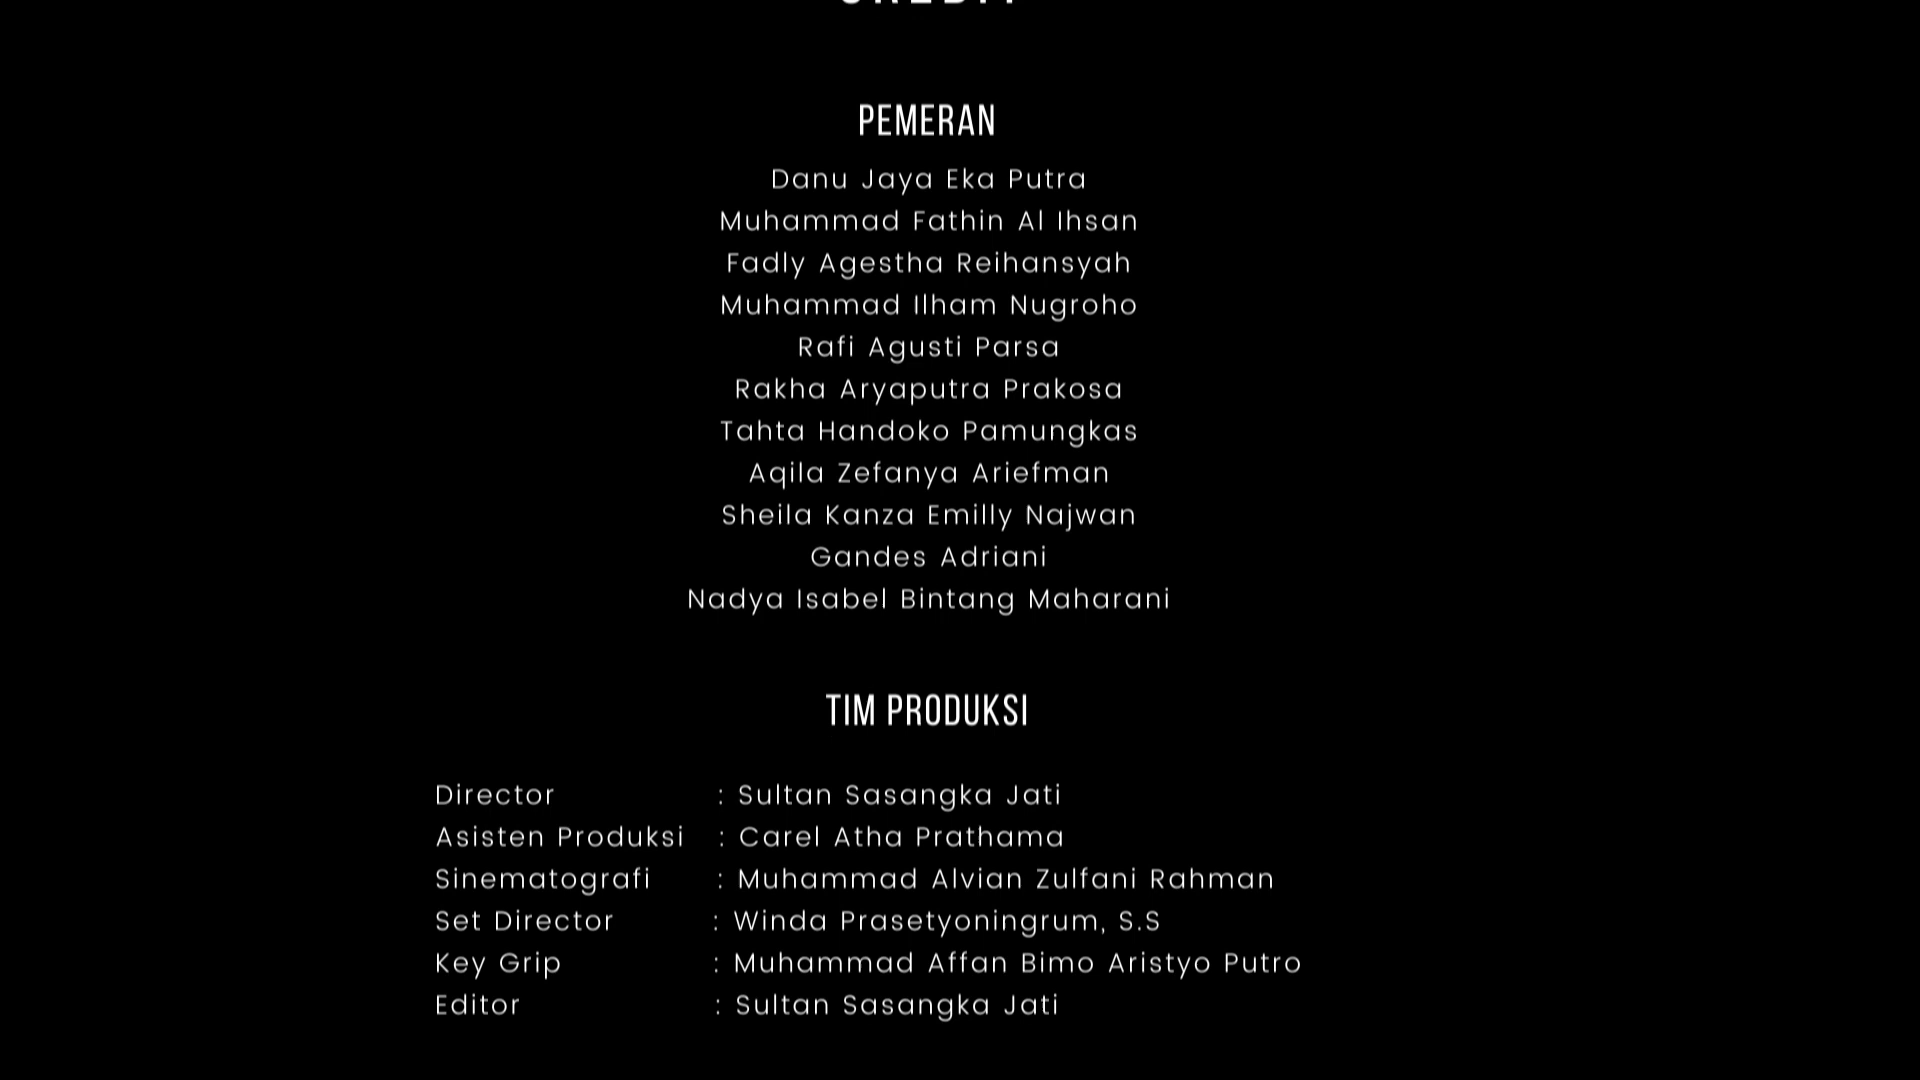 CREDIT
PEMERAN
Danu Jaya Eka Putra
Muhammad Fathin Al Ihsan
Fadly Agestha Reihansyah
Muhammad Ilham Nugroho
Rafi Agusti Parsa
Rakha Aryaputra Prakosa
Tahta Handoko Pamungkas
Aqila Zefanya Ariefman
Sheila Kanza Emilly Najwan
Gandes Adriani
Nadya Isabel Bintang Maharani
TIM PRODUKSI
Director : Sultan Sasangka Jati
Asisten Produksi : Carel Atha Prathama
Sinematografi : Muhammad Alvian Zulfani Rahman
Set Director : Winda Prasetyoningrum, S.S
Key Grip : Muhammad Affan Bimo Aristyo Putro
Editor : Sultan Sasangka Jati